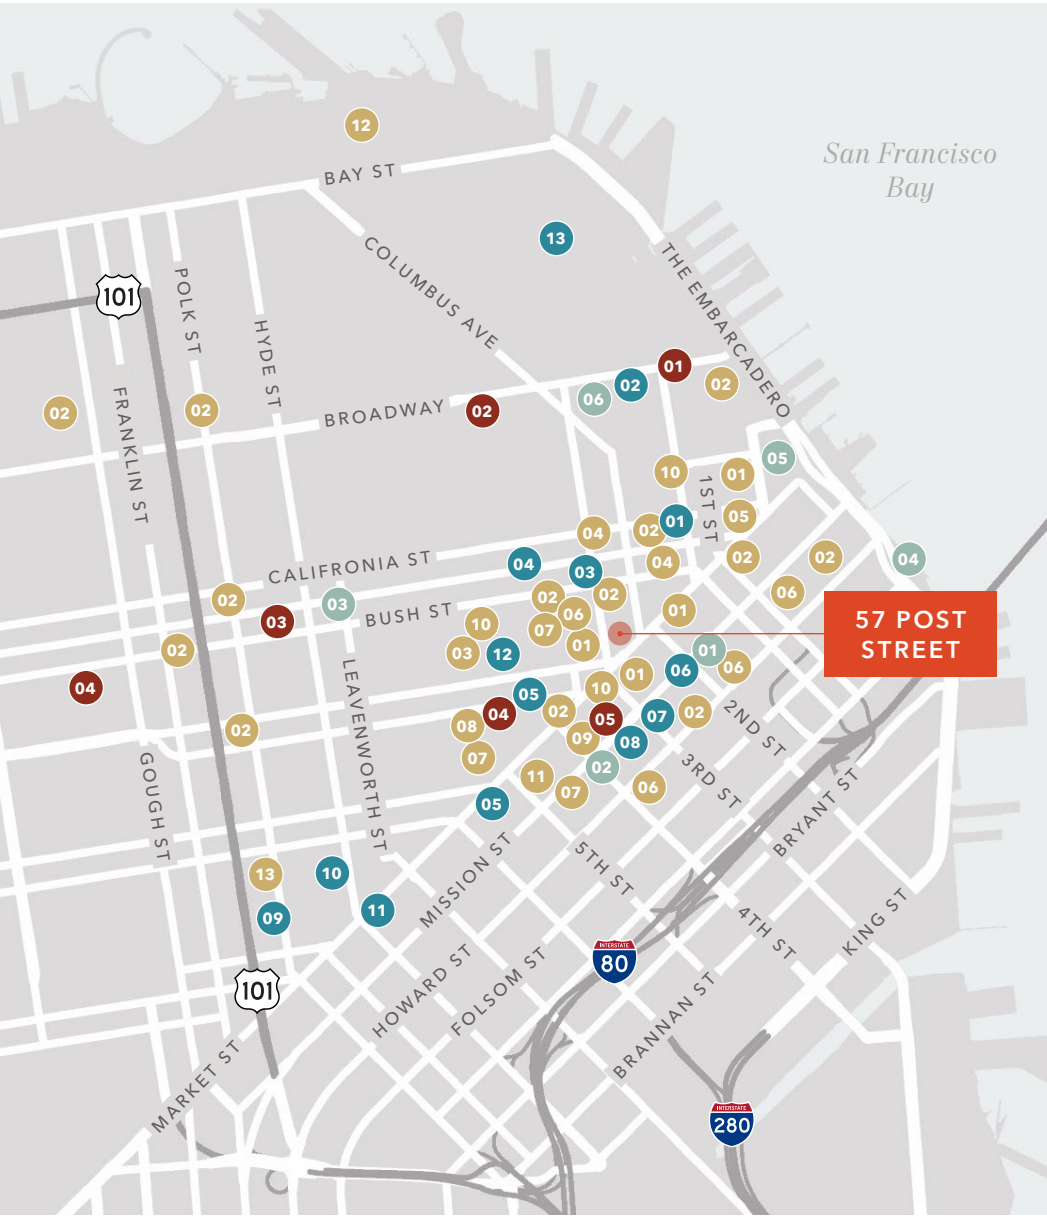 12
San Francisco
Bay
BAY ST
13
COLUMBUS AVE
THE EMBARCADERO
POLK ST
101
HYDE ST
01
02
02
06
FRANKLIN ST
02
02
02
BROADWAY
05
10
01
1ST ST
05
01
02
04
02
02
04
04
CALIFRONIA ST
04
03
06
02
02
03
BUSH ST
02
06
01
57 POST
STREET
03
10
07
01
02
03
12
01
06
06
04
LEAVENWORTH ST
05
10
01
04
02
05
07
02
2ND ST
02
08
09
08
GOUGH ST
07
02
3RD ST
11
07
06
BRYANT ST
05
MISSION ST
5TH ST
13
10
09
11
4TH ST
KING ST
INTERSTATE
80
101
HOWARD ST
FOLSOM ST
BRANNAN ST
MARKET ST
INTERSTATE
280